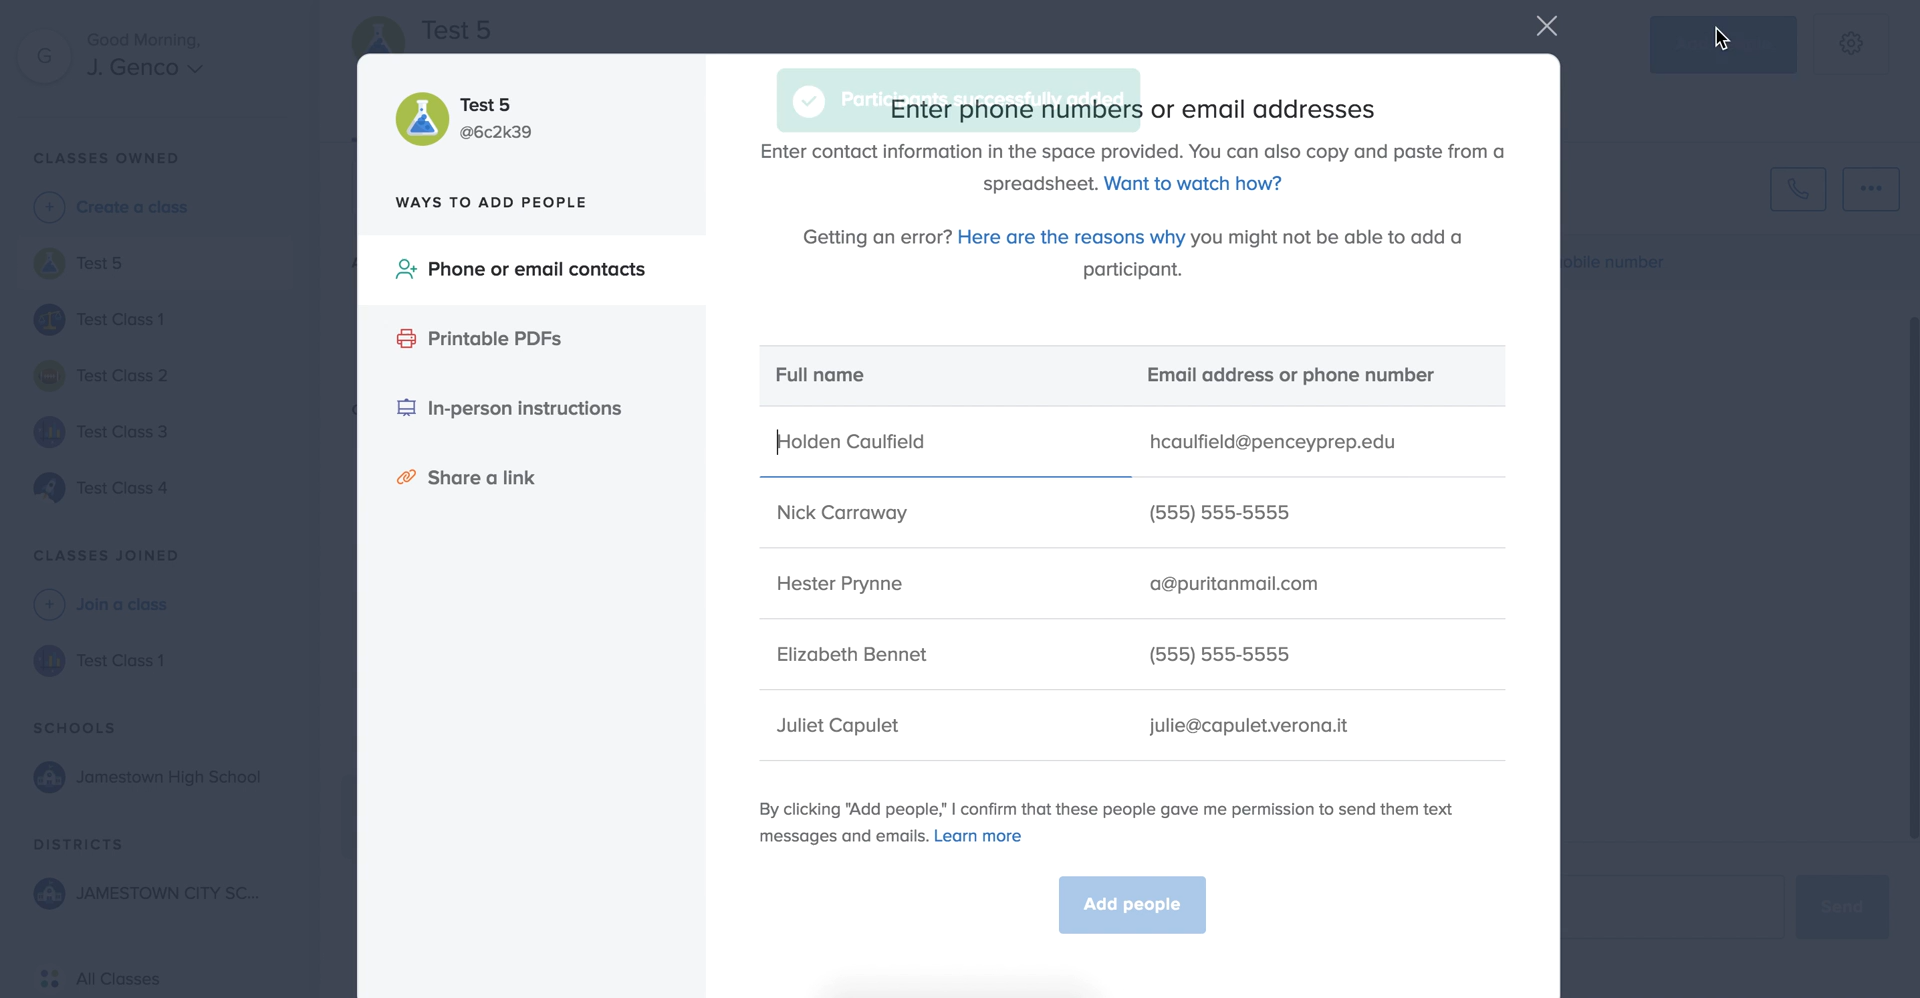 G
Good Morning,
J. Genco
Test 5
Test 5
@6c2k39
CLASSES OWNED
Create a class
Test 5
Test Class 1
Test Class 2
Test Class 3
Test Class 4
CLASSES JOINED
Join a class
Test Class 1
SCHOOLS
Jamestown High School
DISTRICTS
JAMESTOWN CITY SC...
All Classes
WAYS TO ADD PEOPLE
Phone or email contacts
Printable PDFs
In-person instructions
Share a link
Participants successfully added
Enter phone numbers or email addresses
Enter contact information in the space provided. You can also copy and paste from a
spreadsheet. Want to watch how?
Getting an error? Here are the reasons why you might not be able to add a
participant.
Full name Email address or phone number
Holden Caulfield hcaulfield@penceyprep.edu
Nick Carraway (555) 555-5555
Hester Prynne a@puritanmail.com
Elizabeth Bennet (555) 555-5555
Juliet Capulet julie@capulet.verona.it
By clicking "Add people," I confirm that these people gave me permission to send them text
messages and emails. Learn more
Add people
number
Send